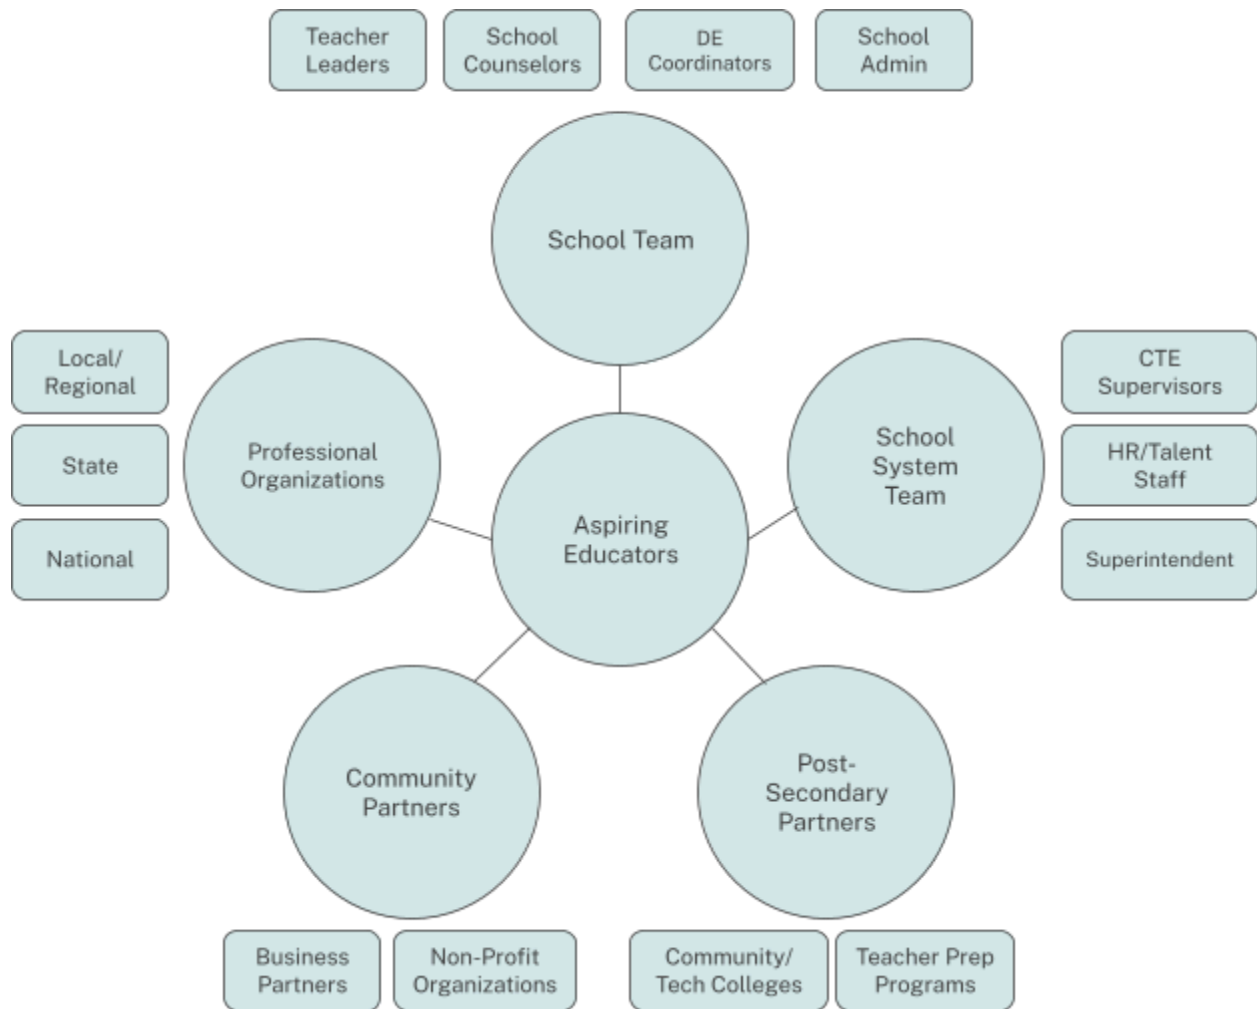 Teacher
Leaders
School
Counselors
DE
Coordinators
School
Admin
School Team
Local/
Regional
State
National
Professional
Organizations
Aspiring
Educators
School
System
Team
CTE
Supervisors
HR/Talent
Staff
Superintendent
Community
Partners
Post-
Secondary
Partners
Business
Partners
Non-Profit
Organizations
Community/
Tech Colleges
Teacher Prep
Programs